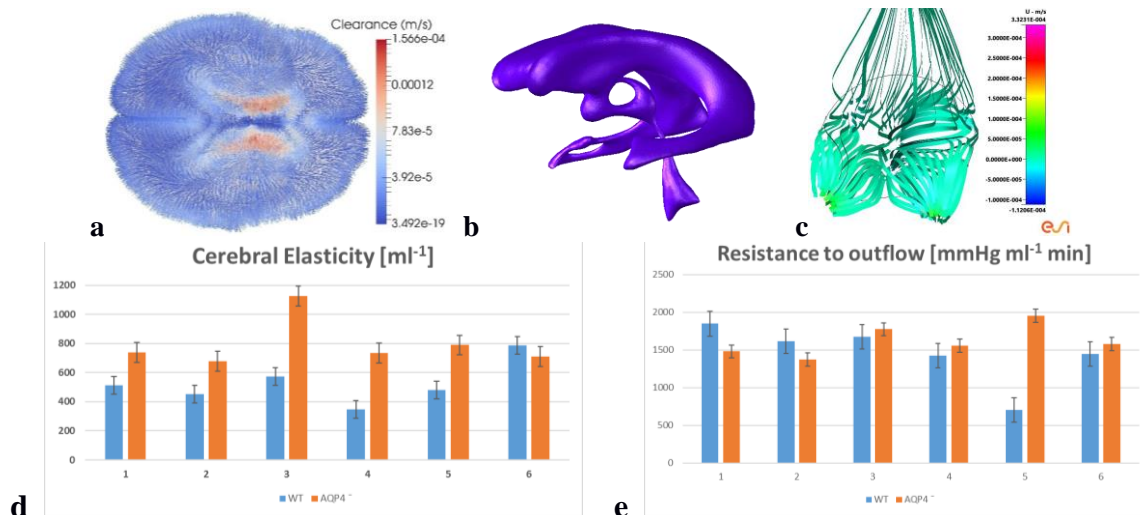 Clearance (m/s)
1.566e-04
0.00012
7.83e-5
3.92e-5
3.492e-19
a
b
U - m/s
3.3231E-004
3.0000E-004
2.5000E-004
2.0000E-004
1.5000E-004
1.0000E-004
5.0000E-005
0.0000E+000
-5.0000E-005
-1.0000E-004
-1.1206E-004
esi
c
Cerebral Elasticity [ml⁻¹]
1200
1000
800
600
400
200
0
1 2 3 4 5 6
WT AQP4⁻
d
Resistance to outflow [mmHg ml⁻¹ min]
2500
2000
1500
1000
500
0
1 2 3 4 5 6
WT AQP4⁻
e